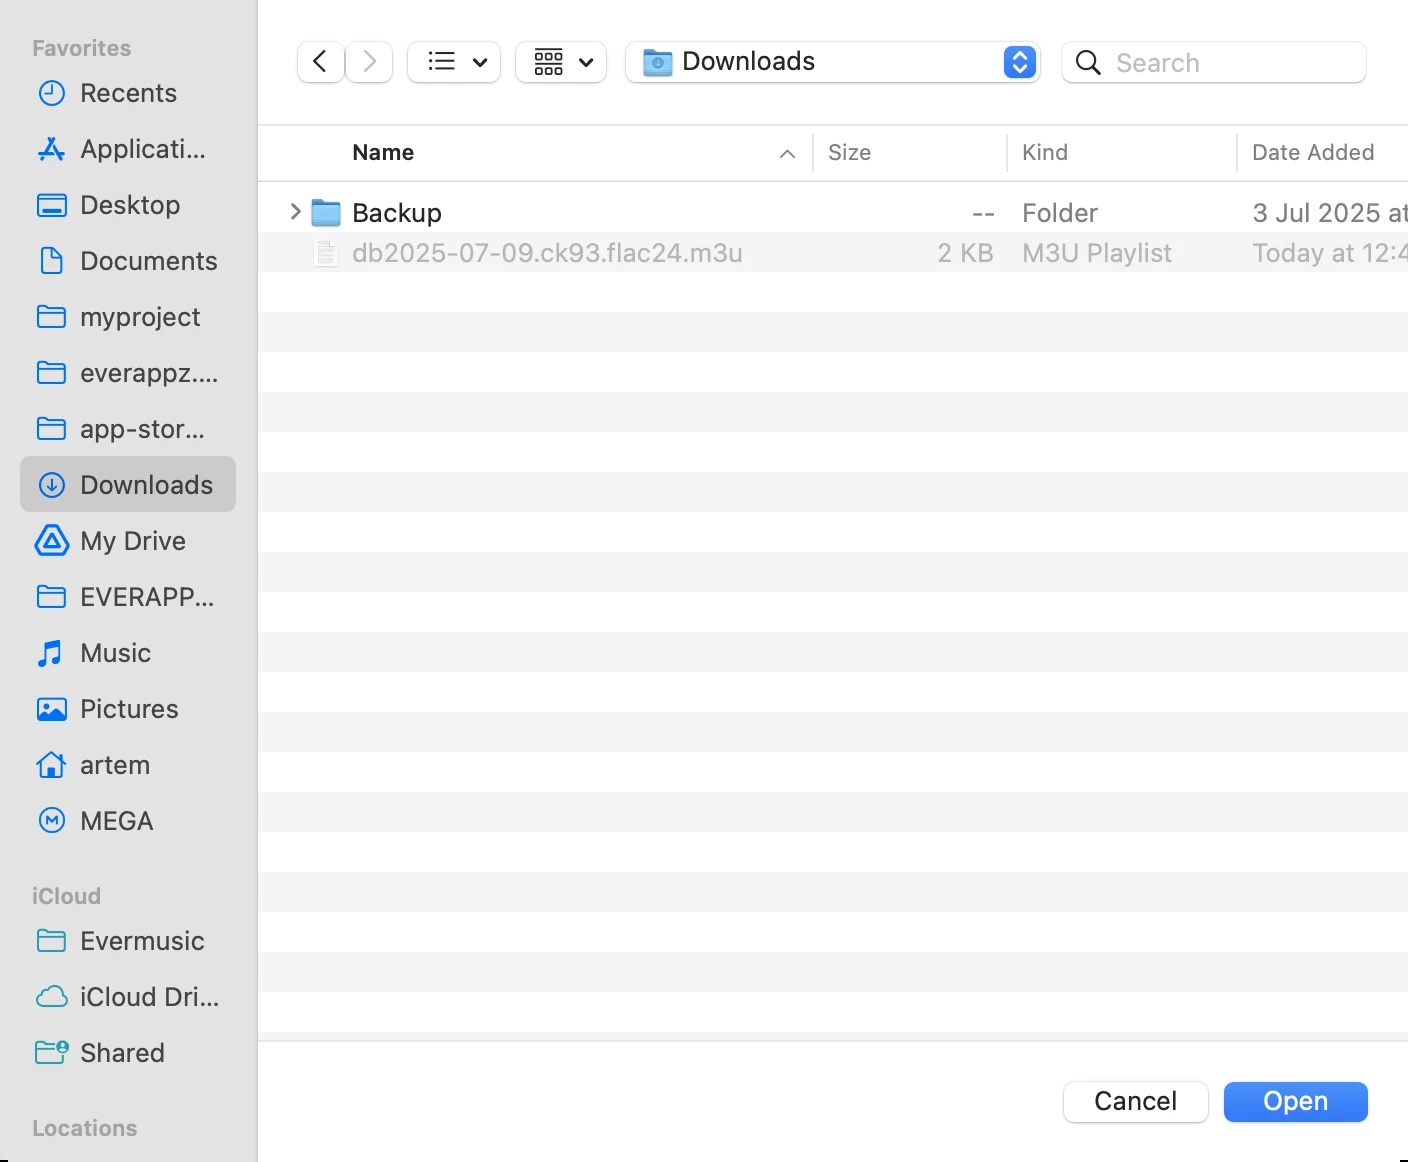 Favorites
Recents
Applicati...
Desktop
Documents
myproject
everappz....
app-stor...
Downloads
My Drive
EVERAPP...
Music
Pictures
artem
MEGA
iCloud
Evermusic
iCloud Dri...
Shared
Locations
Downloads
Search
Name Size Kind Date Added
Backup -- Folder 3 Jul 2025 at
db2025-07-09.ck93.flac24.m3u 2 KB M3U Playlist Today at 12:4
Cancel Open